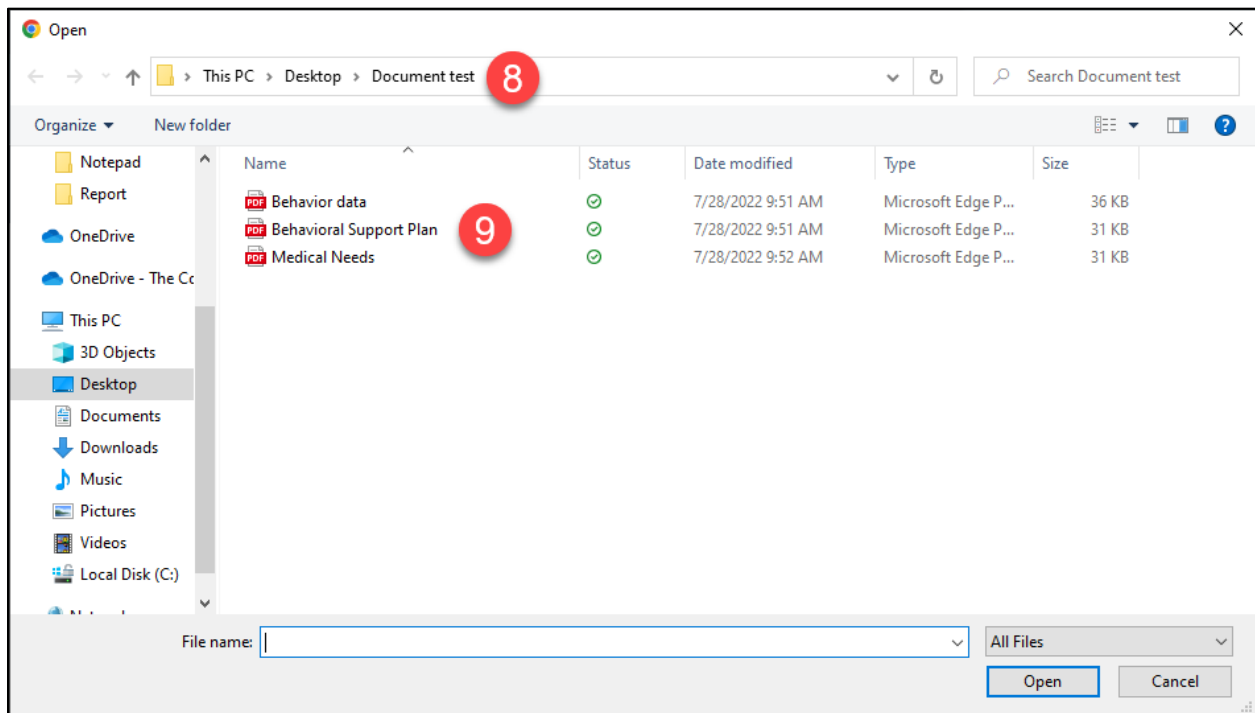 Open
This PC > Desktop > Document test 8 Search Document test
Organize New folder ?
Name Status Date modified Type Size
Notepad
Report
OneDrive
OneDrive - The Cc
This PC
3D Objects
Desktop
Documents
Downloads
Music
Pictures
Videos
Local Disk (C:)
PDF Behavior data 7/28/2022 9:51 AM Microsoft Edge P... 36 KB
PDF Behavioral Support Plan 9 7/28/2022 9:51 AM Microsoft Edge P... 31 KB
PDF Medical Needs 7/28/2022 9:52 AM Microsoft Edge P... 31 KB
File name: All Files
Open Cancel